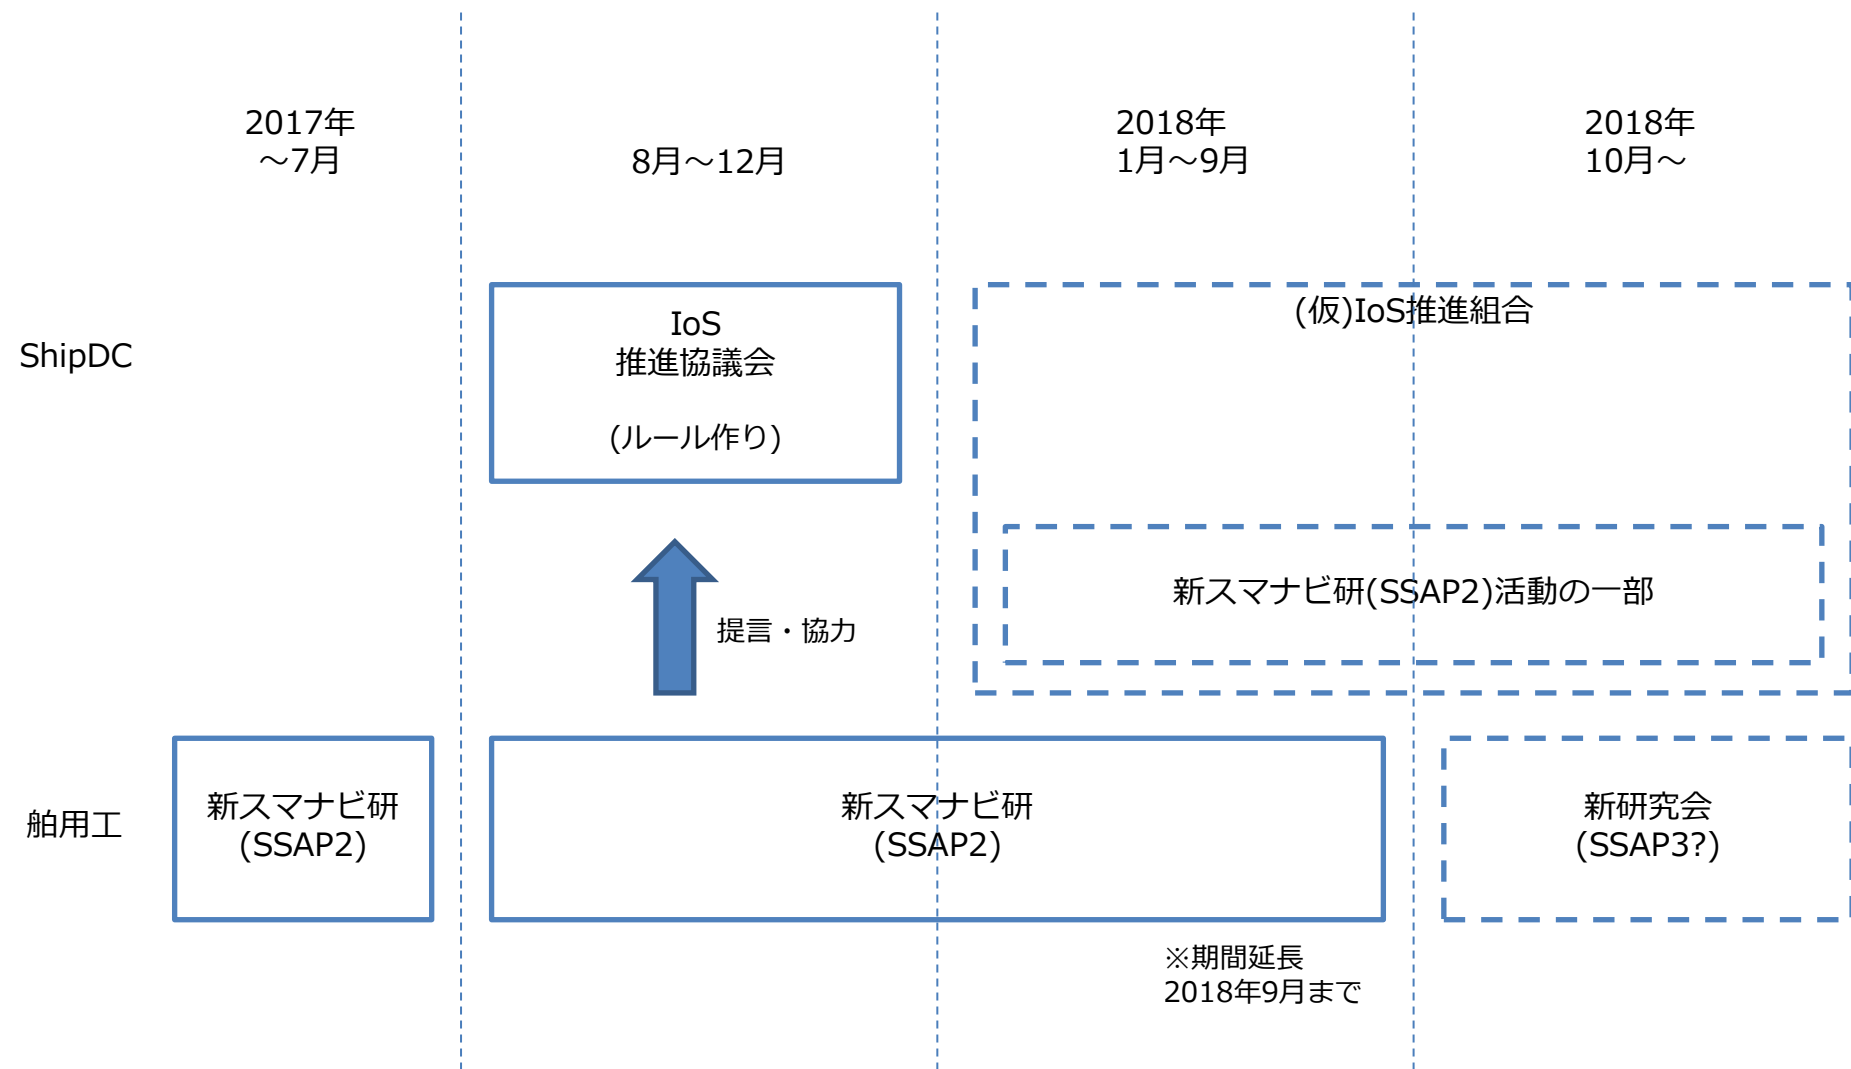 2017年
～7月
8月～12月
2018年
1月～9月
2018年
10月～
ShipDC
IoS
推進協議会
(ルール作り)
(仮)IoS推進組合
新スマナビ研(SSAP2)活動の一部
提言・協力
舶用工
新スマナビ研
(SSAP2)
新スマナビ研
(SSAP2)
新研究会
(SSAP3?)
※期間延長
2018年9月まで